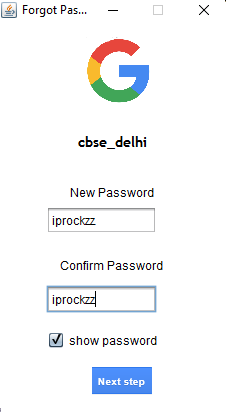 Forgot Pas...
cbse_delhi
New Password
iprockzz
Confirm Password
iprockzz
show password
Next step